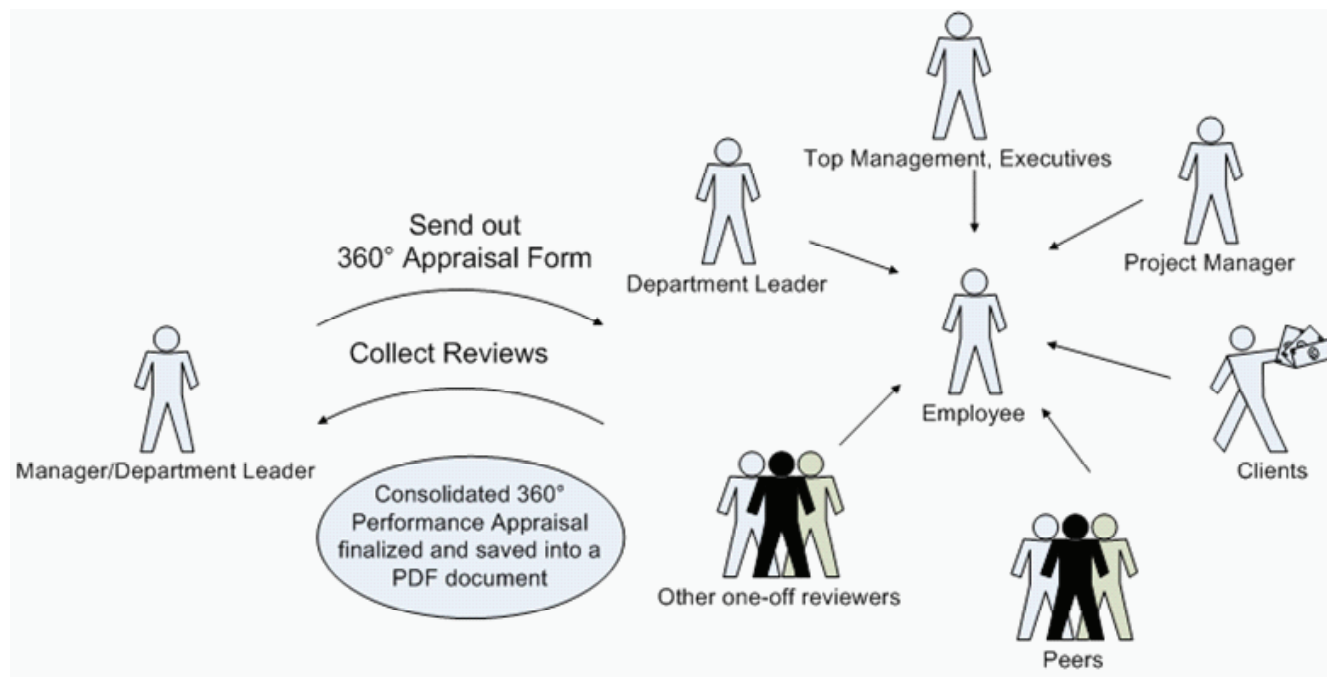 Top Management, Executives
Send out
360° Appraisal Form
Department Leader
Project Manager
Collect Reviews
Employee
Manager/Department Leader
Clients
Consolidated 360°
Performance Appraisal
finalized and saved into a
PDF document
Other one-off reviewers
Peers